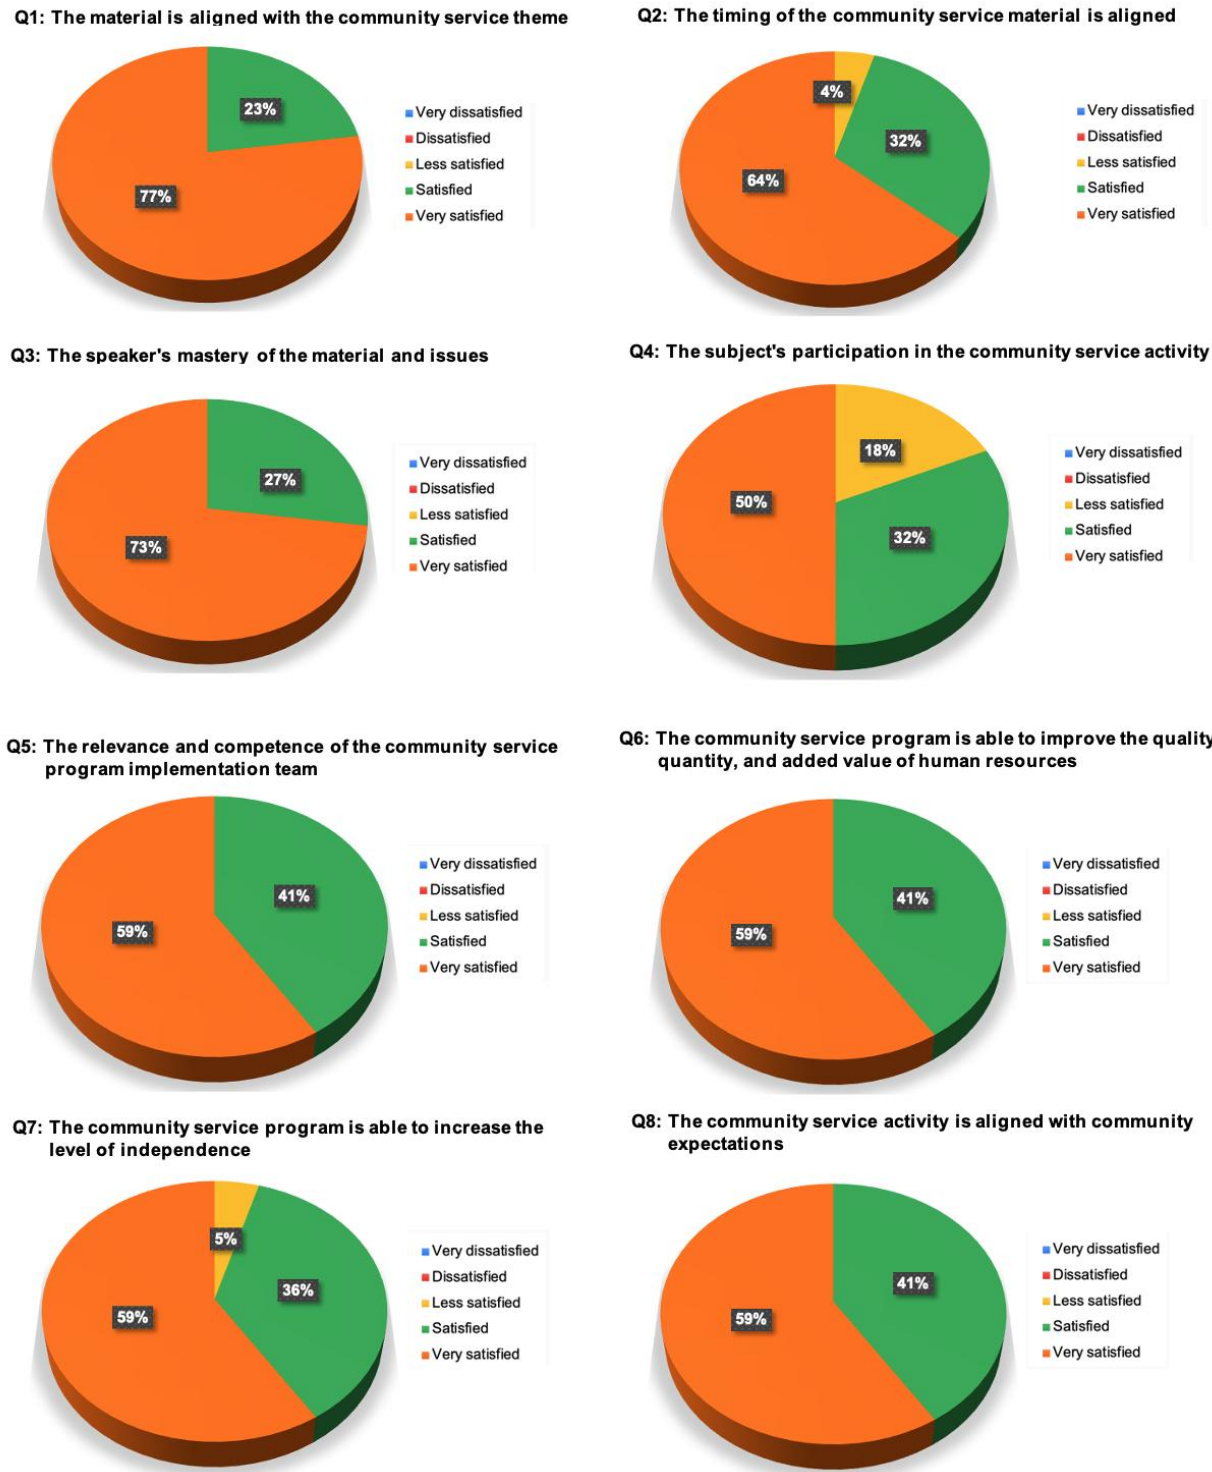 Q1: The material is aligned with the community service theme
23%
77%
Very dissatisfied
Dissatisfied
Less satisfied
Satisfied
Very satisfied
Q2: The timing of the community service material is aligned
4%
32%
64%
Very dissatisfied
Dissatisfied
Less satisfied
Satisfied
Very satisfied
Q3: The speaker's mastery of the material and issues
27%
73%
Very dissatisfied
Dissatisfied
Less satisfied
Satisfied
Very satisfied
Q4: The subject's participation in the community service activity
18%
50%
32%
Very dissatisfied
Dissatisfied
Less satisfied
Satisfied
Very satisfied
Q5: The relevance and competence of the community service
program implementation team
41%
59%
Very dissatisfied
Dissatisfied
Less satisfied
Satisfied
Very satisfied
Q6: The community service program is able to improve the quality
quantity, and added value of human resources
41%
59%
Very dissatisfied
Dissatisfied
Less satisfied
Satisfied
Very satisfied
Q7: The community service program is able to increase the
level of independence
5%
36%
59%
Very dissatisfied
Dissatisfied
Less satisfied
Satisfied
Very satisfied
Q8: The community service activity is aligned with community
expectations
41%
59%
Very dissatisfied
Dissatisfied
Less satisfied
Satisfied
Very satisfied